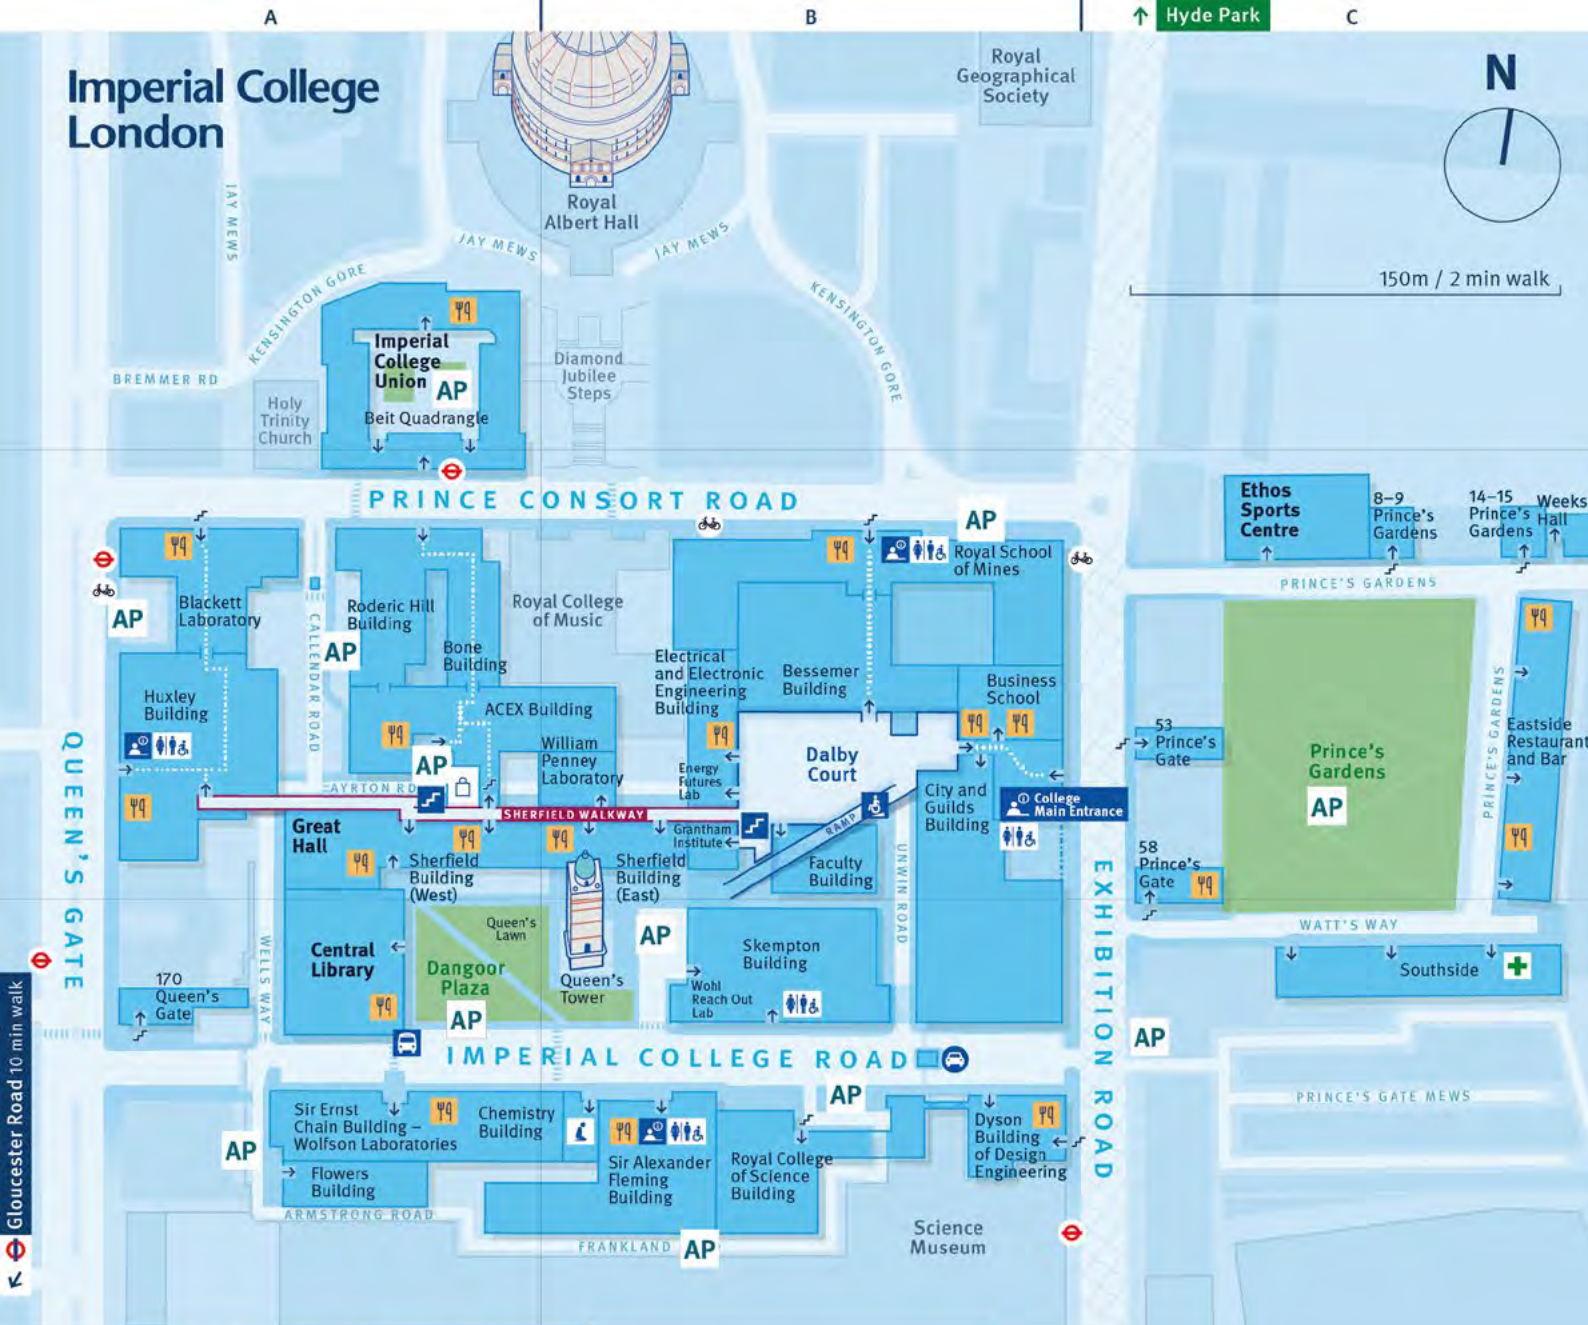 A
B
Hyde Park
C
Imperial College
London
N
150m / 2 min walk
Royal
Geographical
Society
Royal
Albert Hall
JAY MEWS
JAY MEWS
JAY MEWS
KENSINGTON GORE
KENSINGTON GORE
BREMMER RD
Imperial
College
Union
AP
Beit Quadrangle
Holy
Trinity
Church
Diamond
Jubilee
Steps
PRINCE CONSORT ROAD
AP
Ethos
Sports
Centre
8–9
Prince's
Gardens
14–15
Prince's
Gardens
Weeks
Hall
PRINCE'S GARDENS
AP
Blackett
Laboratory
CALLENDAR ROAD
AP
Roderic Hill
Building
Bone
Building
Royal College
of Music
Electrical
and Electronic
Engineering
Building
Bessemer
Building
Royal School
of Mines
Business
School
Huxley
Building
ACEX Building
William
Penney
Laboratory
AP
AYRTON RD
SHERFIELD WALKWAY
Energy
Futures
Lab
Dalby
Court
City and
Guilds
Building
College
Main Entrance
53
Prince's
Gate
Prince's
Gardens
AP
PRINCE'S GARDENS
Eastside
Restaurant
and Bar
QUEEN'S GATE
Great
Hall
Sherfield
Building
(West)
Sherfield
Building
(East)
Grantham
Institute
RAMP
Faculty
Building
UNWIN ROAD
EXHIBITION ROAD
58
Prince's
Gate
WATT'S WAY
Southside
Central
Library
WELLS WAY
Queen's
Lawn
Dangoor
Plaza
AP
Queen's
Tower
AP
Skempton
Building
Wohl
Reach Out
Lab
170
Queen's
Gate
IMPERIAL COLLEGE ROAD
AP
PRINCE'S GATE MEWS
Gloucester Road 10 min walk
AP
Sir Ernst
Chain Building –
Wolfson Laboratories
Flowers
Building
ARMSTRONG ROAD
Chemistry
Building
Sir Alexander
Fleming
Building
AP
Royal College
of Science
Building
Dyson
Building
of Design
Engineering
FRANKLAND
AP
Science
Museum